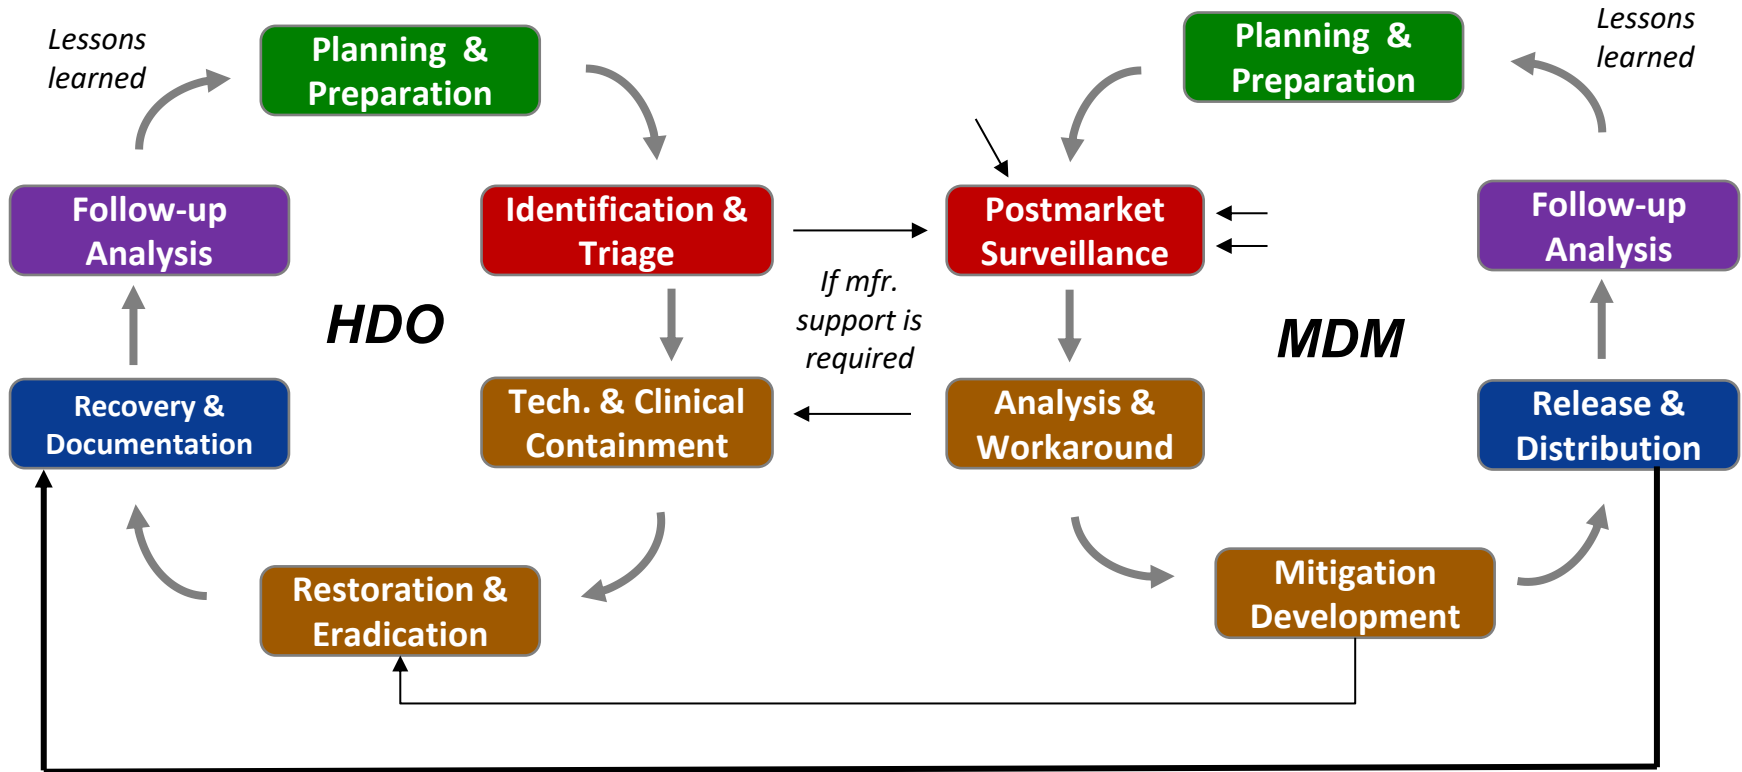 Lessons
learned
Planning &
Preparation
Planning &
Preparation
Lessons
learned
Follow-up
Analysis
Identification &
Triage
Postmarket
Surveillance
Follow-up
Analysis
HDO
If mfr.
support is
required
MDM
Recovery &
Documentation
Tech. & Clinical
Containment
Analysis &
Workaround
Release &
Distribution
Restoration &
Eradication
Mitigation
Development